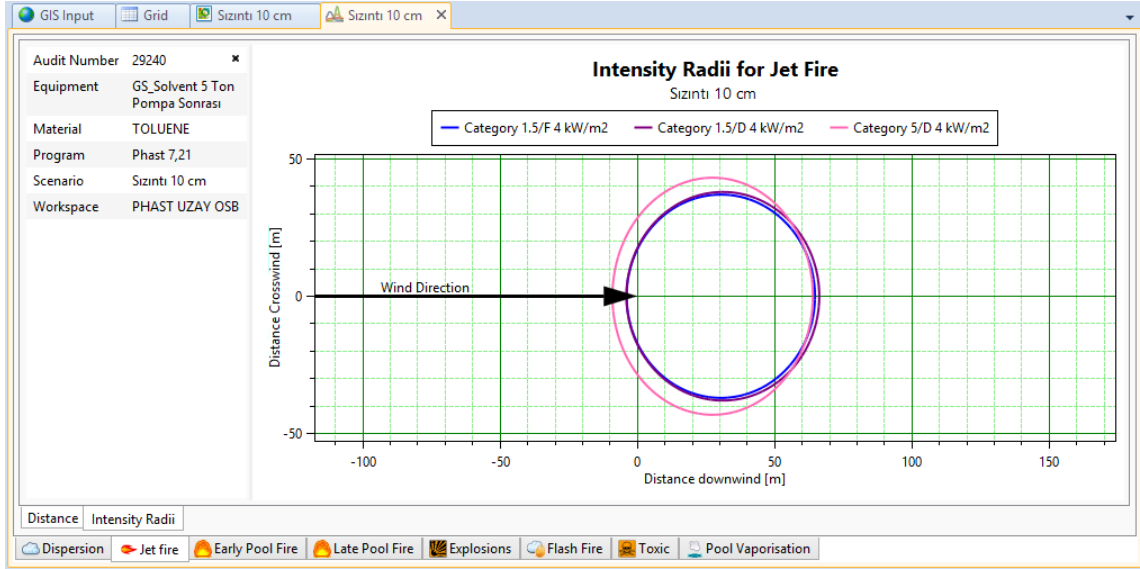 GIS Input
Grid
Sızıntı 10 cm
Sızıntı 10 cm
Audit Number 29240
Equipment GS_Solvent 5 Ton
Pompa Sonrası
Material TOLUENE
Program Phast 7,21
Scenario Sızıntı 10 cm
Workspace PHAST UZAY OSB
Intensity Radii for Jet Fire
Sızıntı 10 cm
Category 1.5/F 4 kW/m2
Category 1.5/D 4 kW/m2
Category 5/D 4 kW/m2
Distance Crosswind [m]
50
0
-50
Wind Direction
-100
-50
0
50
100
150
Distance downwind [m]
Distance
Intensity Radii
Dispersion
Jet fire
Early Pool Fire
Late Pool Fire
Explosions
Flash Fire
Toxic
Pool Vaporisation